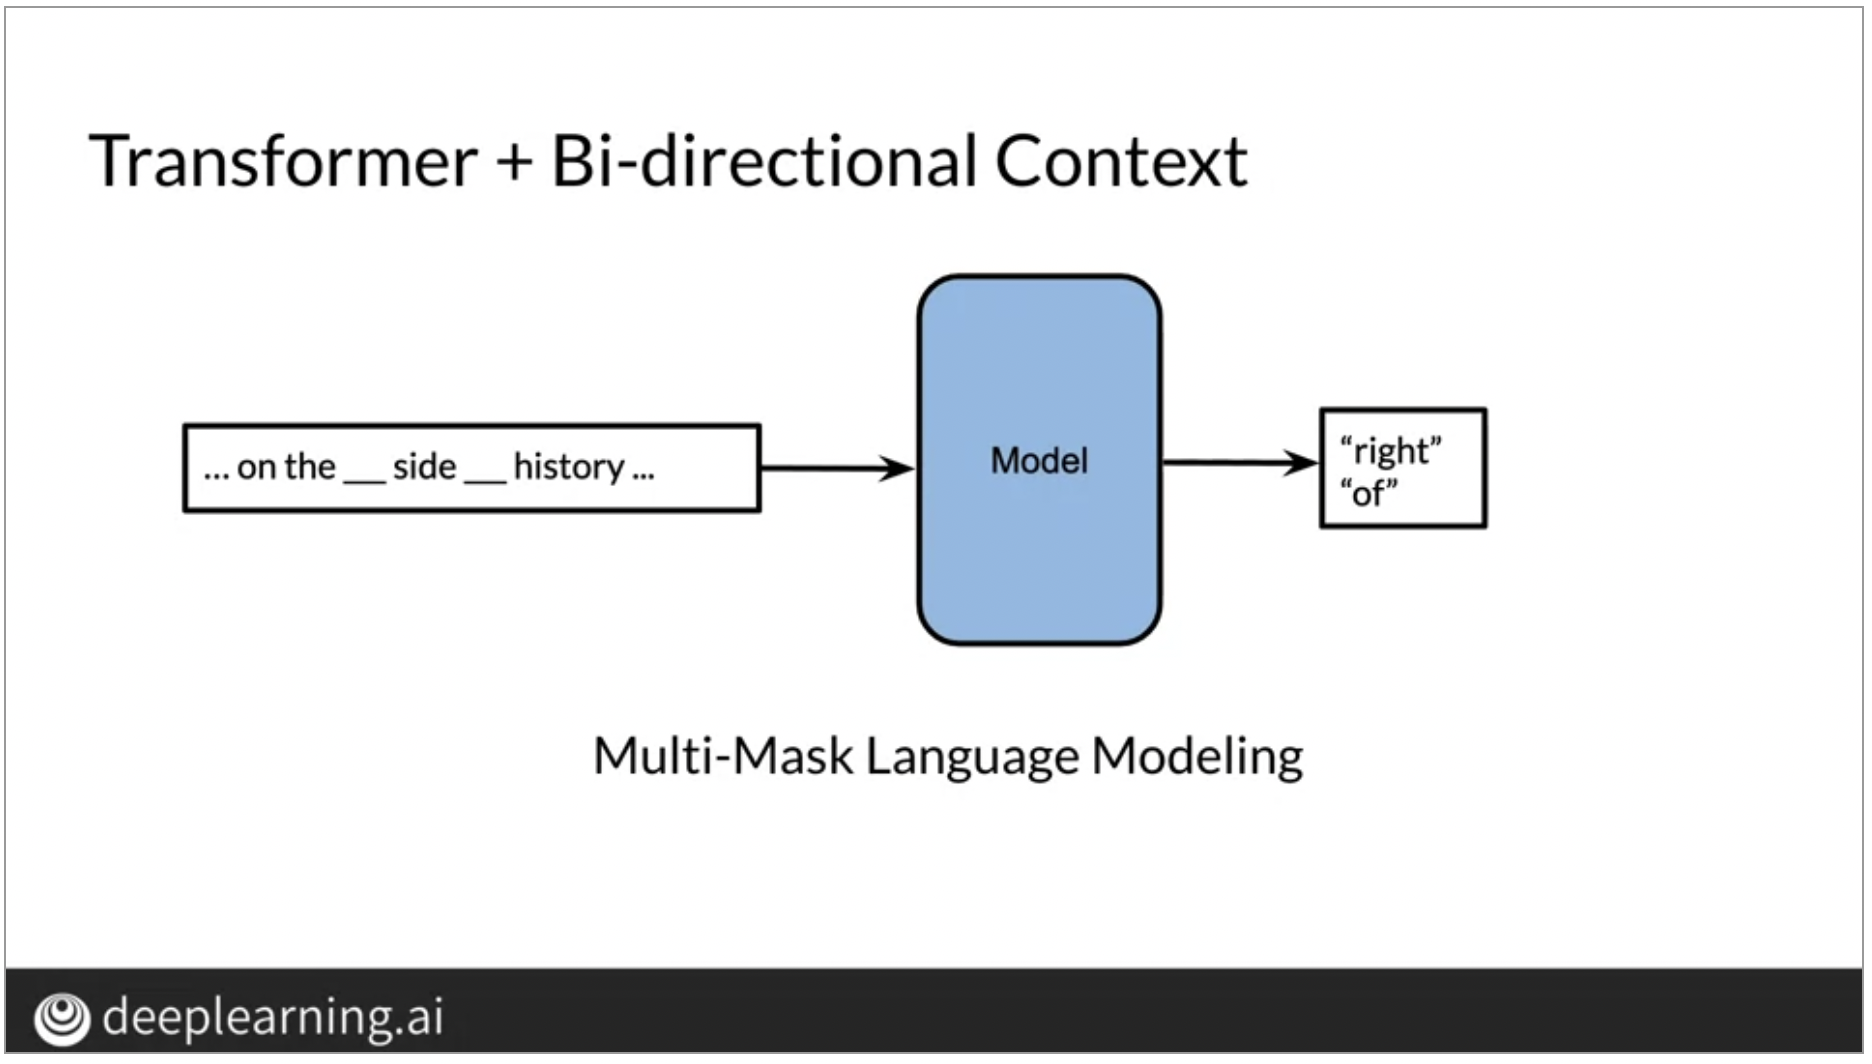 Transformer + Bi-directional Context
... on the __ side __ history ...
Model
“right”
“of”
Multi-Mask Language Modeling
deeplearning.ai